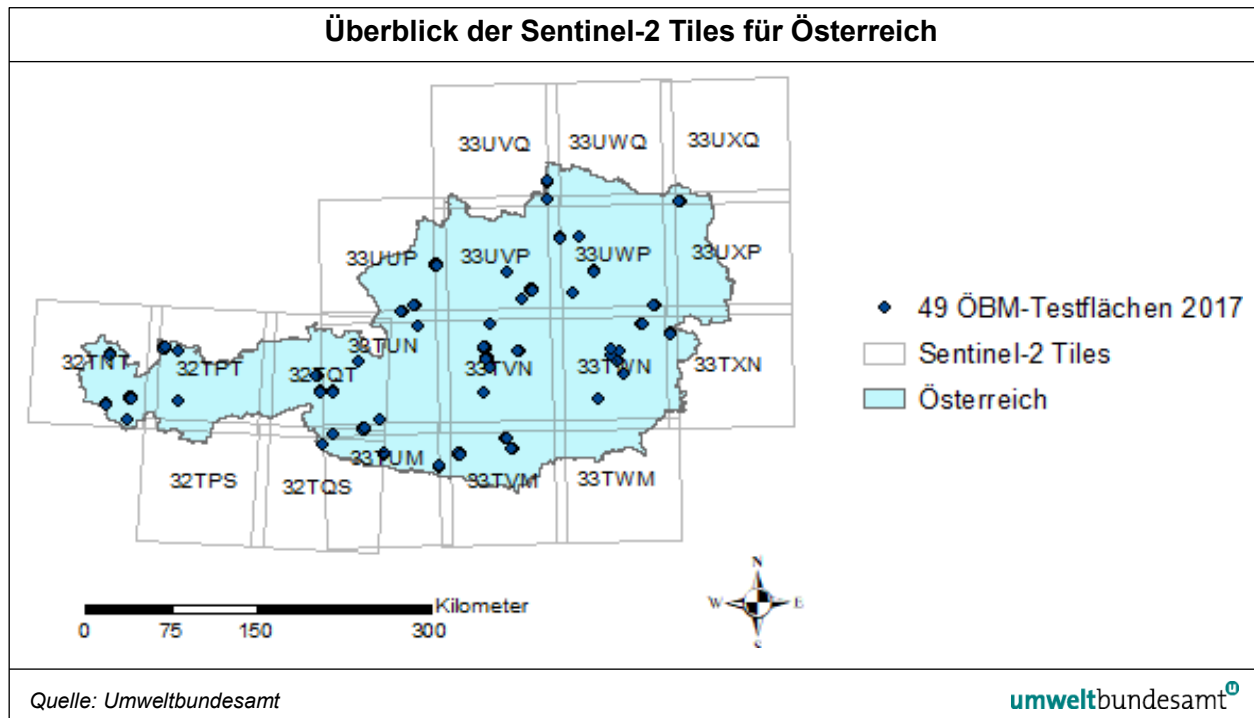 Überblick der Sentinel-2 Tiles für Österreich
33UVQ 33UWQ 33UXQ
33UUP 33UVP 33UWP 33UXP
32TNT 32TPT 32TQT 33TUN 33TVN 33TWN 33TXN
32TPS 32TQS 33TUM 33TVM 33TWM
49 ÖBM-Testflächen 2017
Sentinel-2 Tiles
Österreich
Kilometer
0 75 150 300
N
W E
S
Quelle: Umweltbundesamt
umweltbundesamt
u